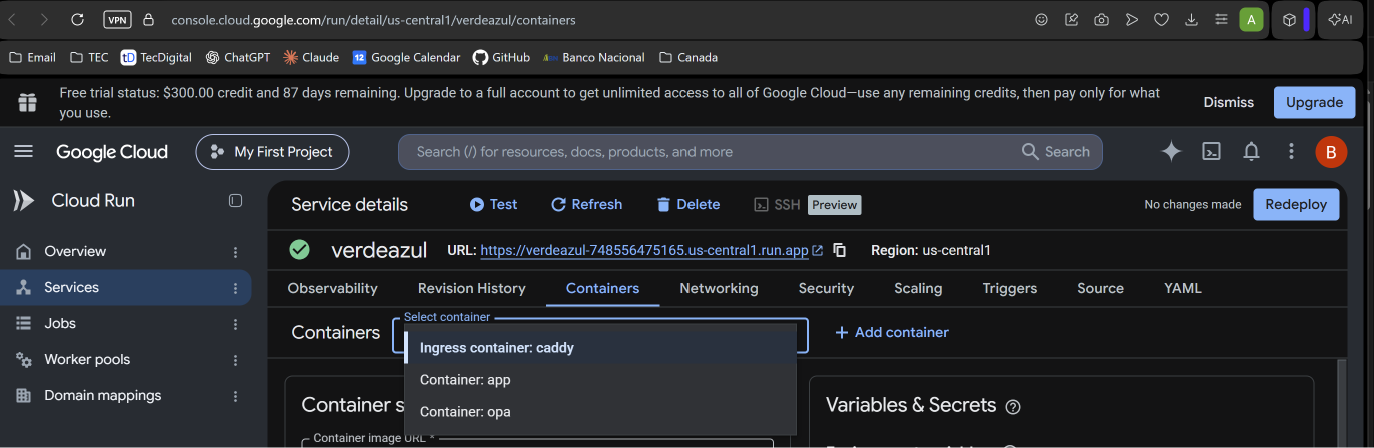 VPN
console.cloud.google.com/run/detail/us-central1/verdeazul/containers
A
AI
Email
TEC
tD TecDigital
ChatGPT
Claude
12 Google Calendar
GitHub
Banco Nacional
Canada
Free trial status: $300.00 credit and 87 days remaining. Upgrade to a full account to get unlimited access to all of Google Cloud—use any remaining credits, then pay only for what
you use.
Dismiss
Upgrade
Google Cloud
My First Project
Search (/) for resources, docs, products, and more
Search
B
Cloud Run
Service details
Test
Refresh
Delete
SSH
Preview
No changes made
Redeploy
Overview
verdeazul
URL: https://verdeazul-748556475165.us-central1.run.app
Region: us-central1
Services
Observability
Revision History
Containers
Networking
Security
Scaling
Triggers
Source
YAML
Jobs
Containers
Select container
Add container
Ingress container: caddy
Worker pools
Container: app
Domain mappings
Container: opa
Container s
Variables & Secrets
Container image URL *